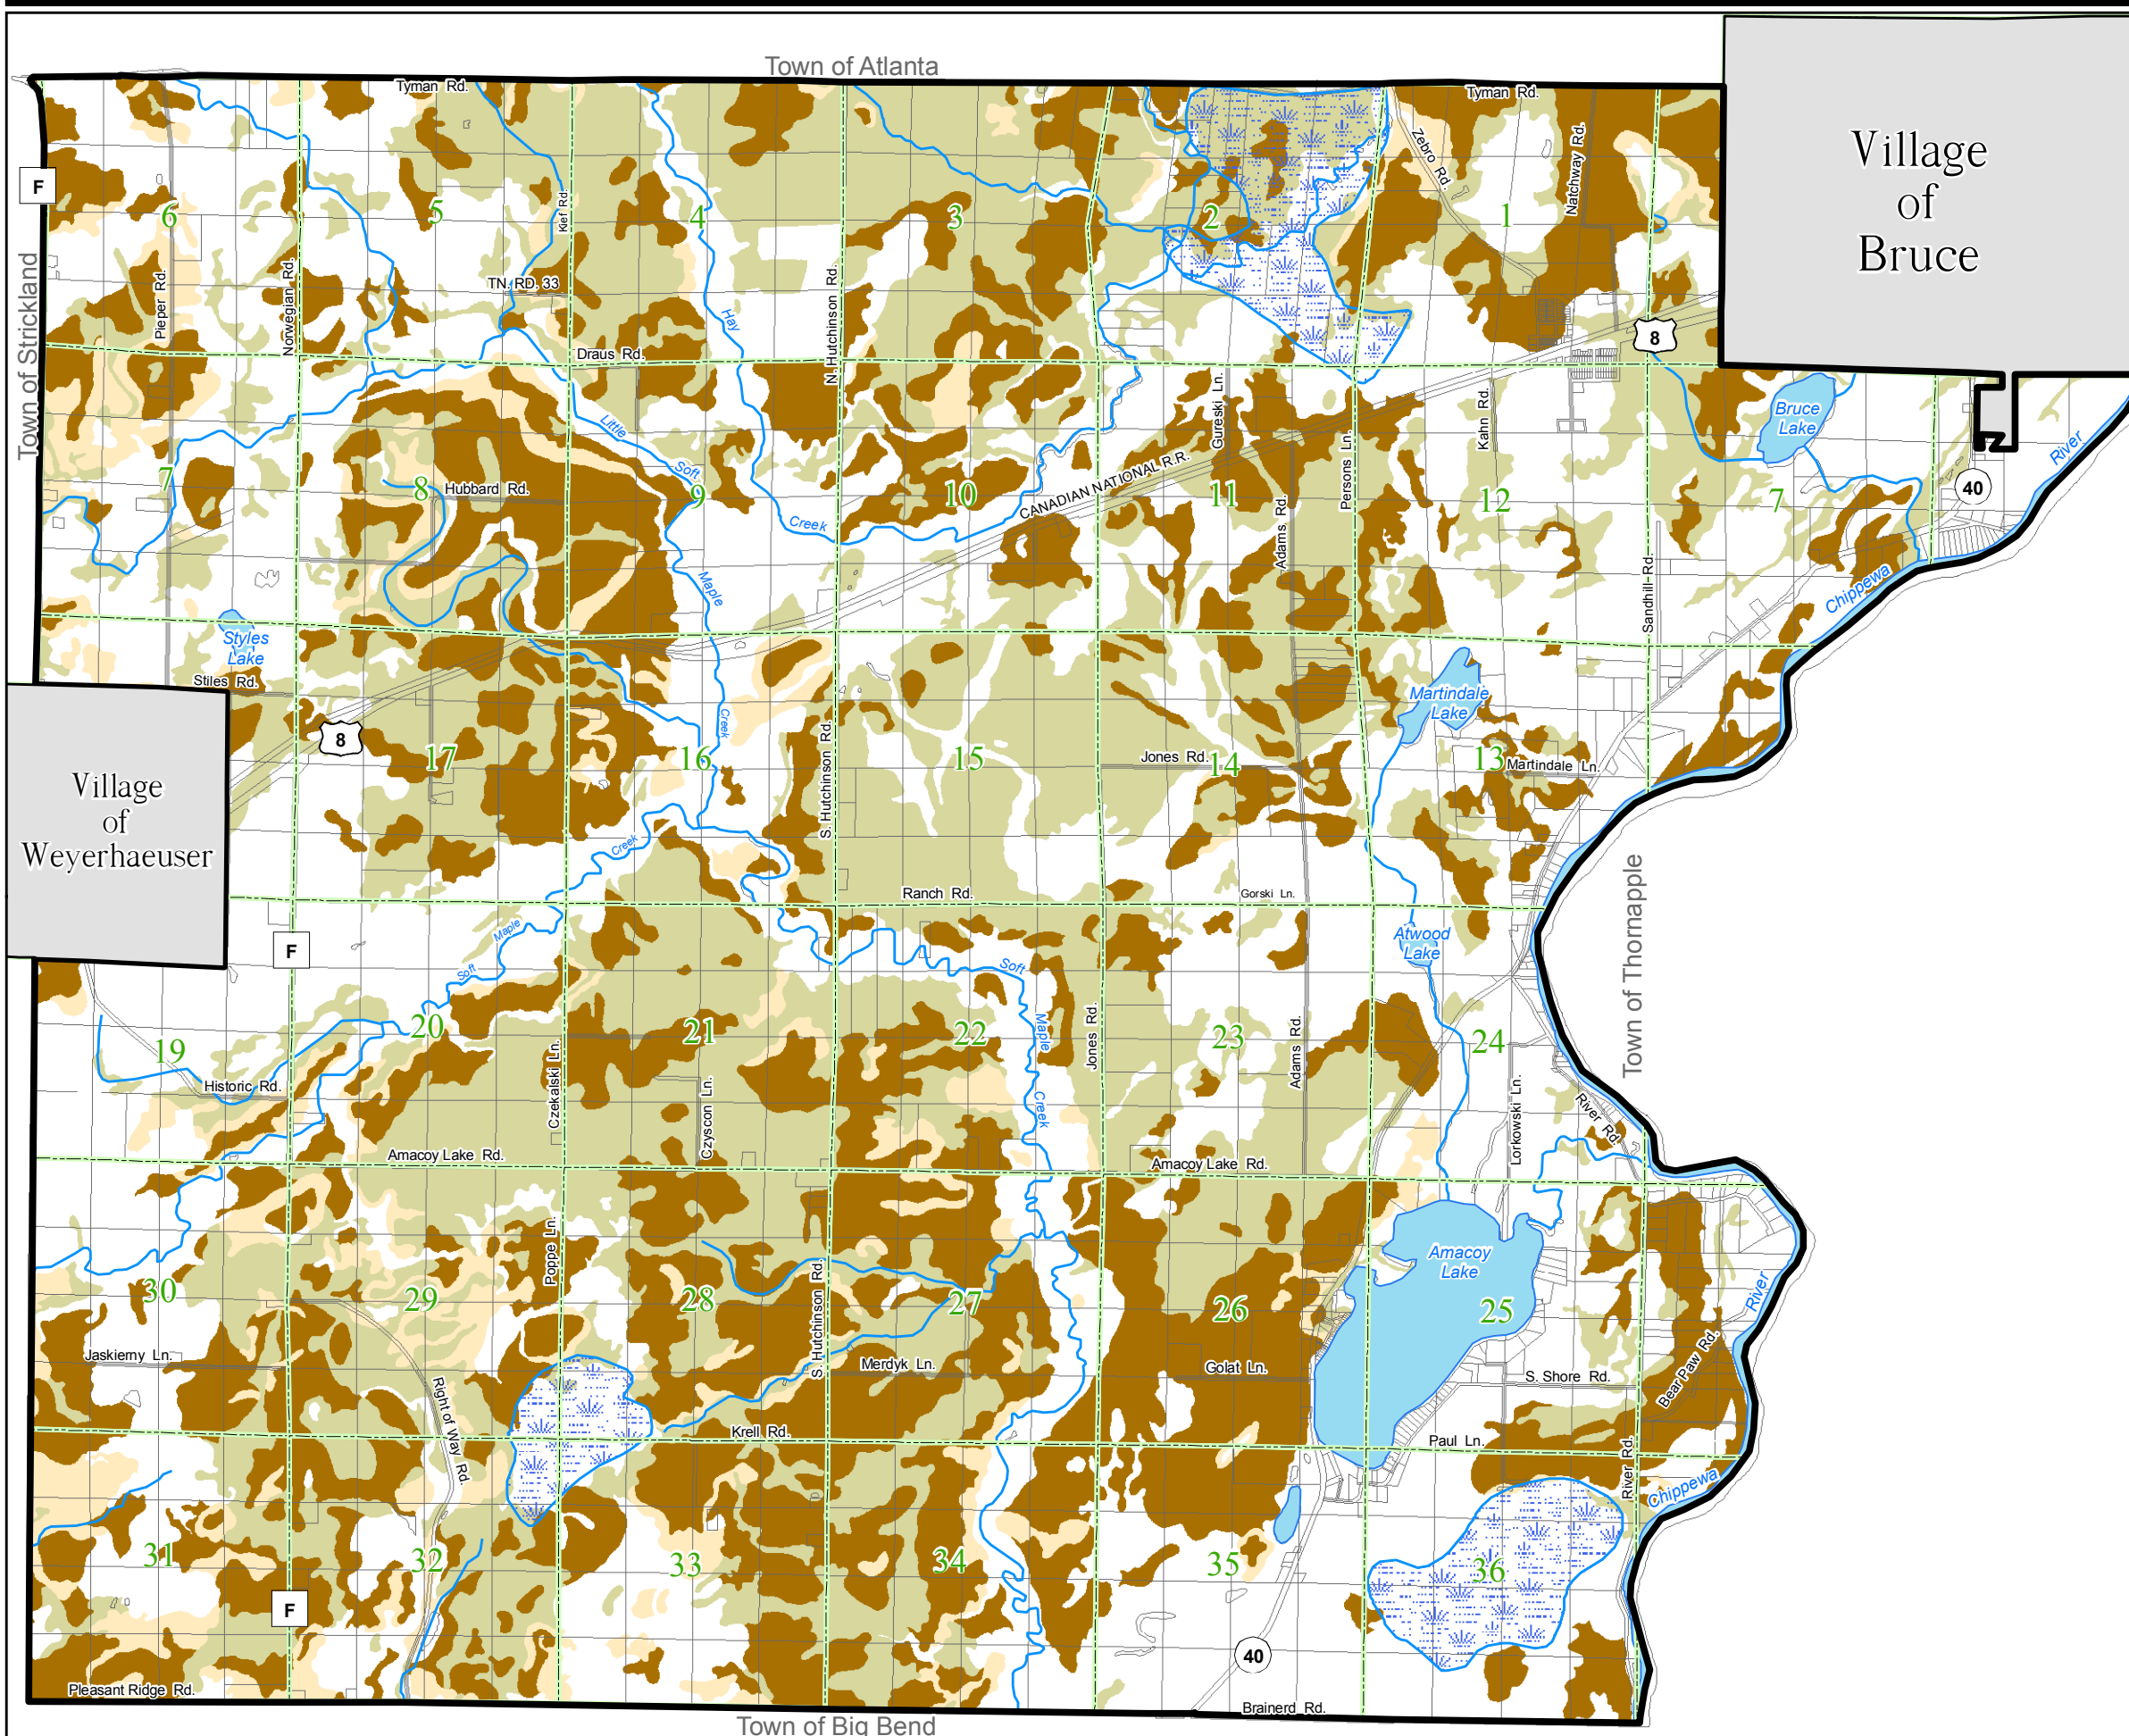 Town of Atlanta
Village
of
Bruce
Tyman Rd.
Tyman Rd.
Zebro Rd.
Natchway Rd.
F
6
5
4
3
2
1
Kief Rd
Town of Strickland
Pieper Rd.
Norwegian Rd.
TN. RD. 33
Hay
N. Hutchinson Rd.
Draus Rd.
8
Gureski Ln.
Kahn Rd.
Bruce
Lake
Little
Soft
Persons Ln.
River
7
8
Hubbard Rd.
9
10
CANADIAN NATIONAL R.R.
11
12
7
40
Creek
Adams Rd.
Maple
Sandhill Rd.
Chippewa
Styles
Lake
Stiles Rd.
Martindale
Lake
Creek
S. Hutchinson Rd.
8
17
16
15
Jones Rd.
14
13
Martindale Ln.
Village
of
Weyerhaeuser
Creek
Ranch Rd.
Gorski Ln.
Town of Thornapple
Maple
Atwood
Lake
F
Soft
Soft
19
20
21
22
Maple
Jones Rd.
23
Adams Rd.
24
Historic Rd.
Czekalski Ln.
Czyscon Ln.
Creek
Lorkowski Ln.
River Rd.
Amacoy Lake Rd.
Amacoy Lake Rd.
Poppe Ln.
Amacoy
Lake
30
29
28
S. Hutchinson Rd.
27
26
25
River
Jaskierny Ln.
Merdyk Ln.
Golat Ln.
S. Shore Rd.
Bear Paw Rd.
Right of Way Rd.
Krell Rd.
Paul Ln.
River Rd.
Chippewa
31
32
33
34
35
36
F
40
Pleasant Ridge Rd.
Brainerd Rd.
Town of Big Bend